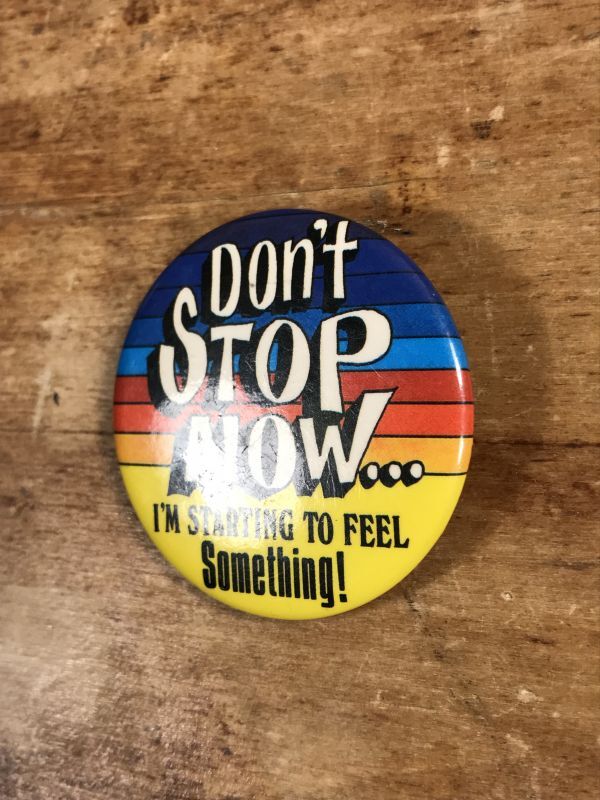 Don't
STOP
NOW...
I'M STARTING TO FEEL
Something!